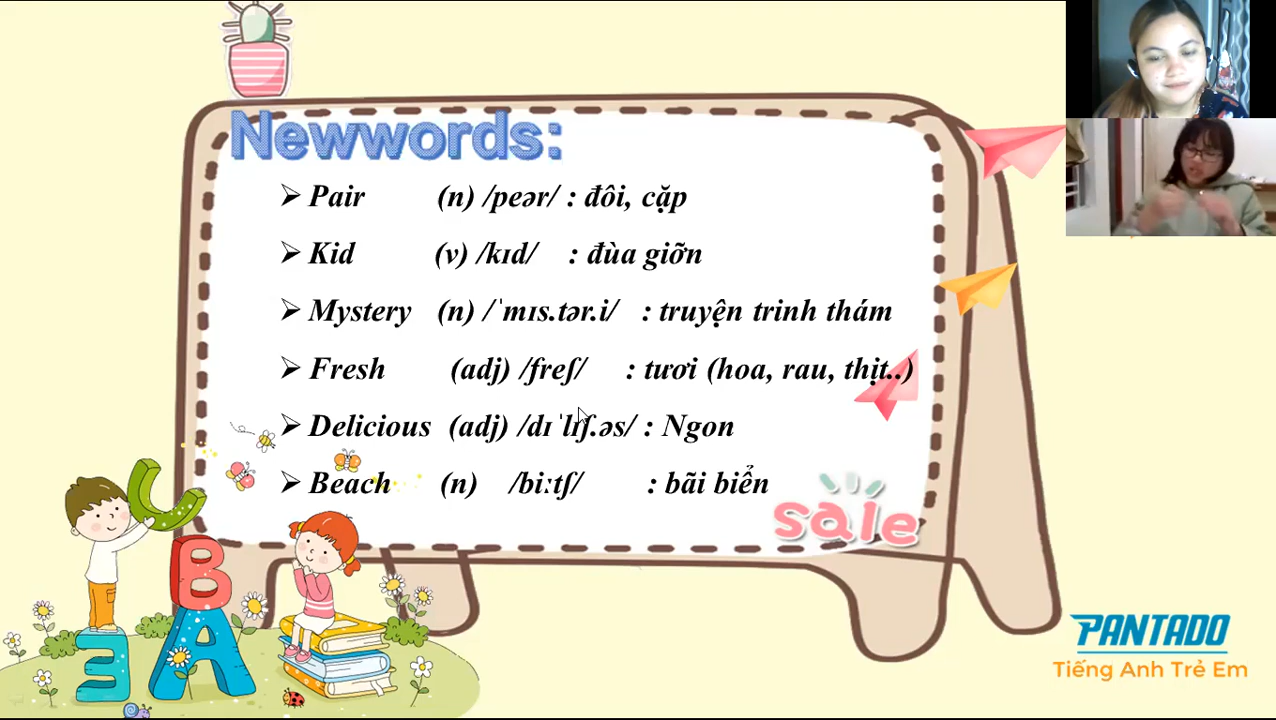 Newwords:
➢ Pair (n) /peər/ : đôi, cặp
➢ Kid (v) /kɪd/ : đùa giỡn
➢ Mystery (n) /ˈmɪs.tər.i/ : truyện trinh thám
➢ Fresh (adj) /freʃ/ : tươi (hoa, rau, thịt..)
➢ Delicious (adj) /dɪˈlɪʃ.əs/ : Ngon
➢ Beach (n) /biːtʃ/ : bãi biển
sale
U
B
E A
PANTADO
Tiếng Anh Trẻ Em